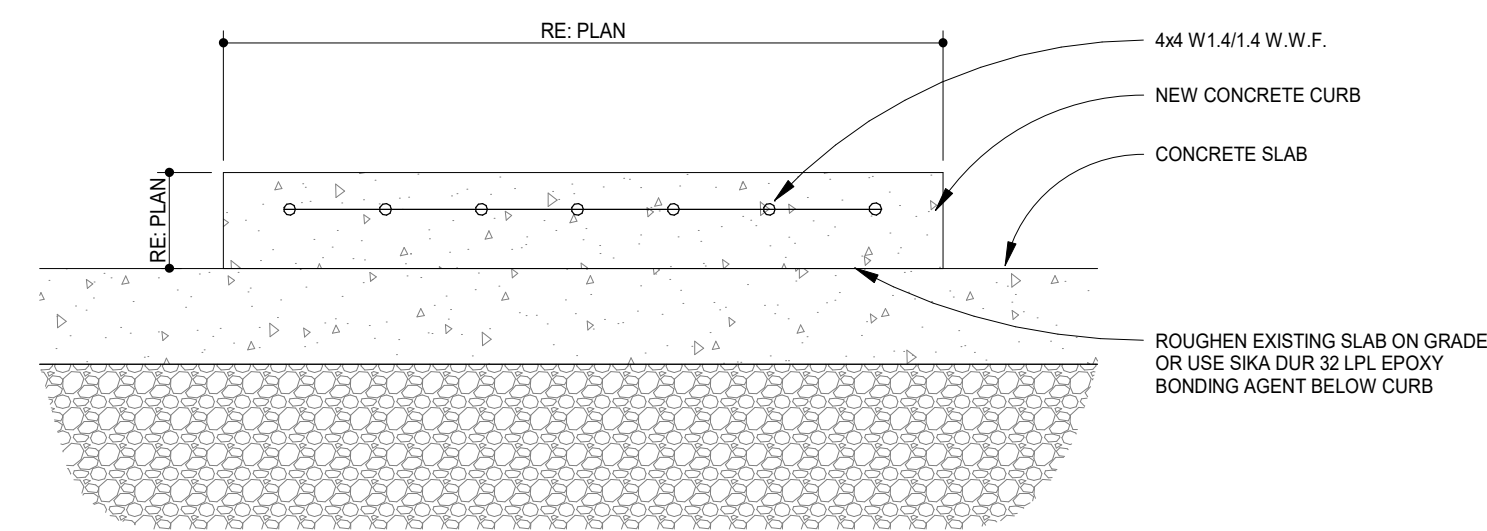 RE: PLAN
4x4 W1.4/1.4 W.W.F.
NEW CONCRETE CURB
CONCRETE SLAB
RE: PLAN
ROUGHEN EXISTING SLAB ON GRADE
OR USE SIKA DUR 32 LPL EPOXY
BONDING AGENT BELOW CURB